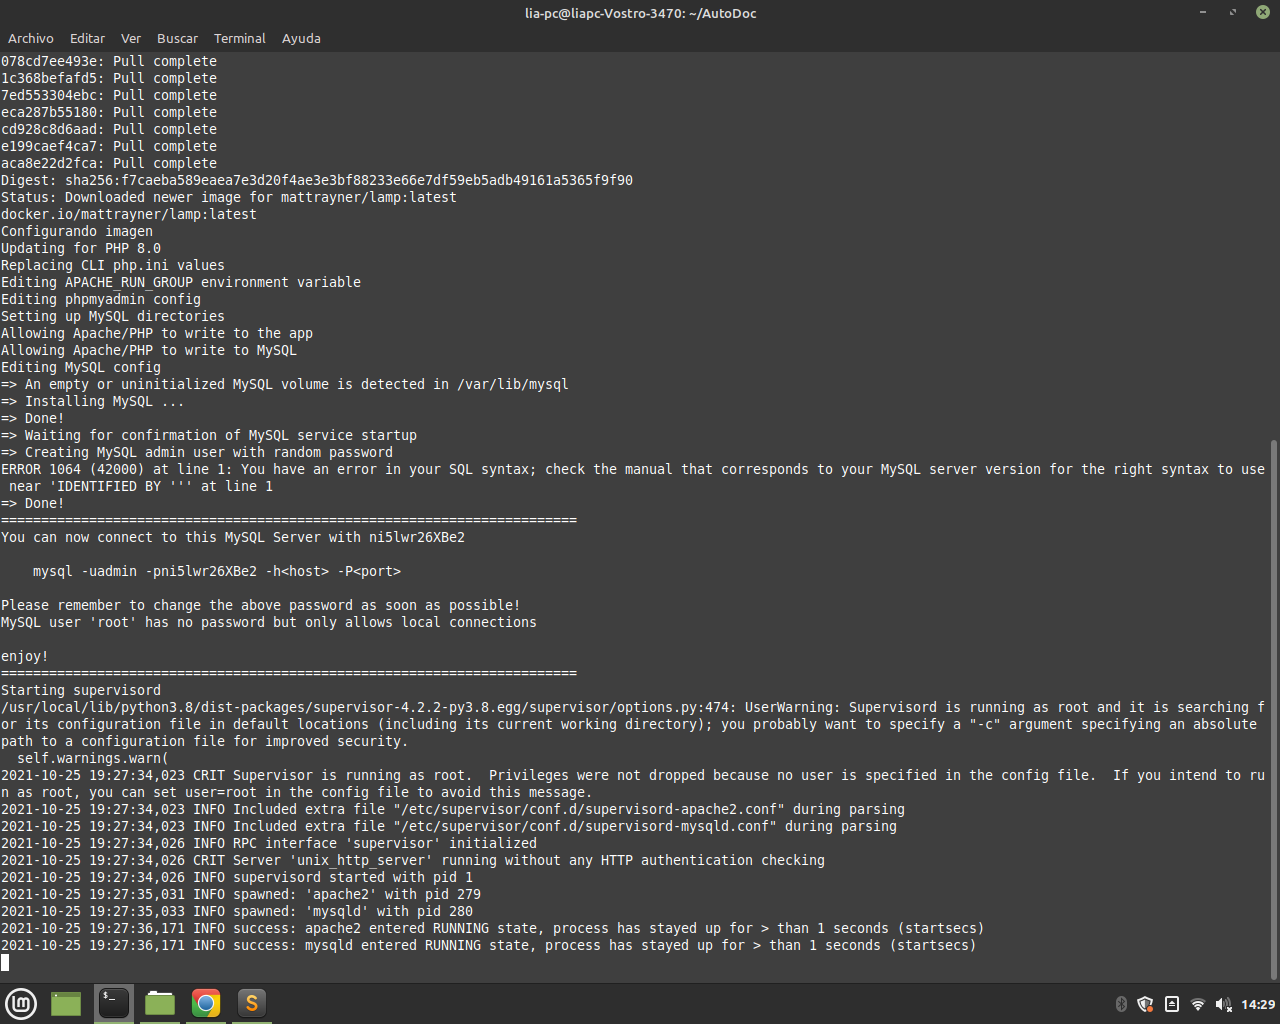 lia-pc@liapc-Vostro-3470: ~/AutoDoc
Archivo Editar Ver Buscar Terminal Ayuda
078cd7ee493e: Pull complete
1c368befafd5: Pull complete
7ed553304ebc: Pull complete
eca287b55180: Pull complete
cd928c8d6aad: Pull complete
e199caef4ca7: Pull complete
aca8e22d2fca: Pull complete
Digest: sha256:f7caeba589eaea7e3d20f4ae3e3bf88233e66e7df59eb5adb49161a5365f9f90
Status: Downloaded newer image for mattrayner/lamp:latest
docker.io/mattrayner/lamp:latest
Configurando imagen
Updating for PHP 8.0
Replacing CLI php.ini values
Editing APACHE_RUN_GROUP environment variable
Editing phpmyadmin config
Setting up MySQL directories
Allowing Apache/PHP to write to the app
Allowing Apache/PHP to write to MySQL
Editing MySQL config
=> An empty or uninitialized MySQL volume is detected in /var/lib/mysql
=> Installing MySQL ...
=> Done!
=> Waiting for confirmation of MySQL service startup
=> Creating MySQL admin user with random password
ERROR 1064 (42000) at line 1: You have an error in your SQL syntax; check the manual that corresponds to your MySQL server version for the right syntax to use
 near 'IDENTIFIED BY ''' at line 1
=> Done!
========================================================================
You can now connect to this MySQL Server with ni5lwr26XBe2
    mysql -uadmin -pni5lwr26XBe2 -h<host> -P<port>
Please remember to change the above password as soon as possible!
MySQL user 'root' has no password but only allows local connections
enjoy!
========================================================================
Starting supervisord
/usr/local/lib/python3.8/dist-packages/supervisor-4.2.2-py3.8.egg/supervisor/options.py:474: UserWarning: Supervisord is running as root and it is searching f
or its configuration file in default locations (including its current working directory); you probably want to specify a "-c" argument specifying an absolute
path to a configuration file for improved security.
  self.warnings.warn(
2021-10-25 19:27:34,023 CRIT Supervisor is running as root.  Privileges were not dropped because no user is specified in the config file.  If you intend to ru
n as root, you can set user=root in the config file to avoid this message.
2021-10-25 19:27:34,023 INFO Included extra file "/etc/supervisor/conf.d/supervisord-apache2.conf" during parsing
2021-10-25 19:27:34,023 INFO Included extra file "/etc/supervisor/conf.d/supervisord-mysqld.conf" during parsing
2021-10-25 19:27:34,026 INFO RPC interface 'supervisor' initialized
2021-10-25 19:27:34,026 CRIT Server 'unix_http_server' running without any HTTP authentication checking
2021-10-25 19:27:34,026 INFO supervisord started with pid 1
2021-10-25 19:27:35,031 INFO spawned: 'apache2' with pid 279
2021-10-25 19:27:35,033 INFO spawned: 'mysqld' with pid 280
2021-10-25 19:27:36,171 INFO success: apache2 entered RUNNING state, process has stayed up for > than 1 seconds (startsecs)
2021-10-25 19:27:36,171 INFO success: mysqld entered RUNNING state, process has stayed up for > than 1 seconds (startsecs)
14:29